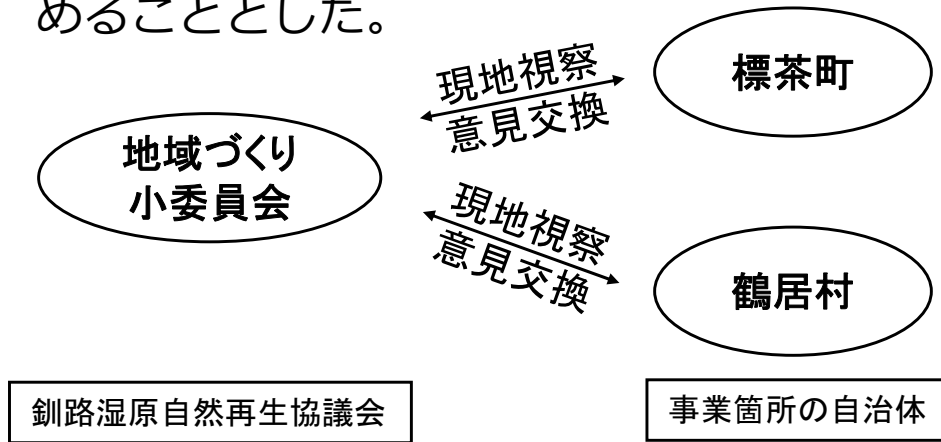 めることとした。
現地視察
意見交換
標茶町
地域づくり
小委員会
現地視察
意見交換
鶴居村
釧路湿原自然再生協議会
事業箇所の自治体